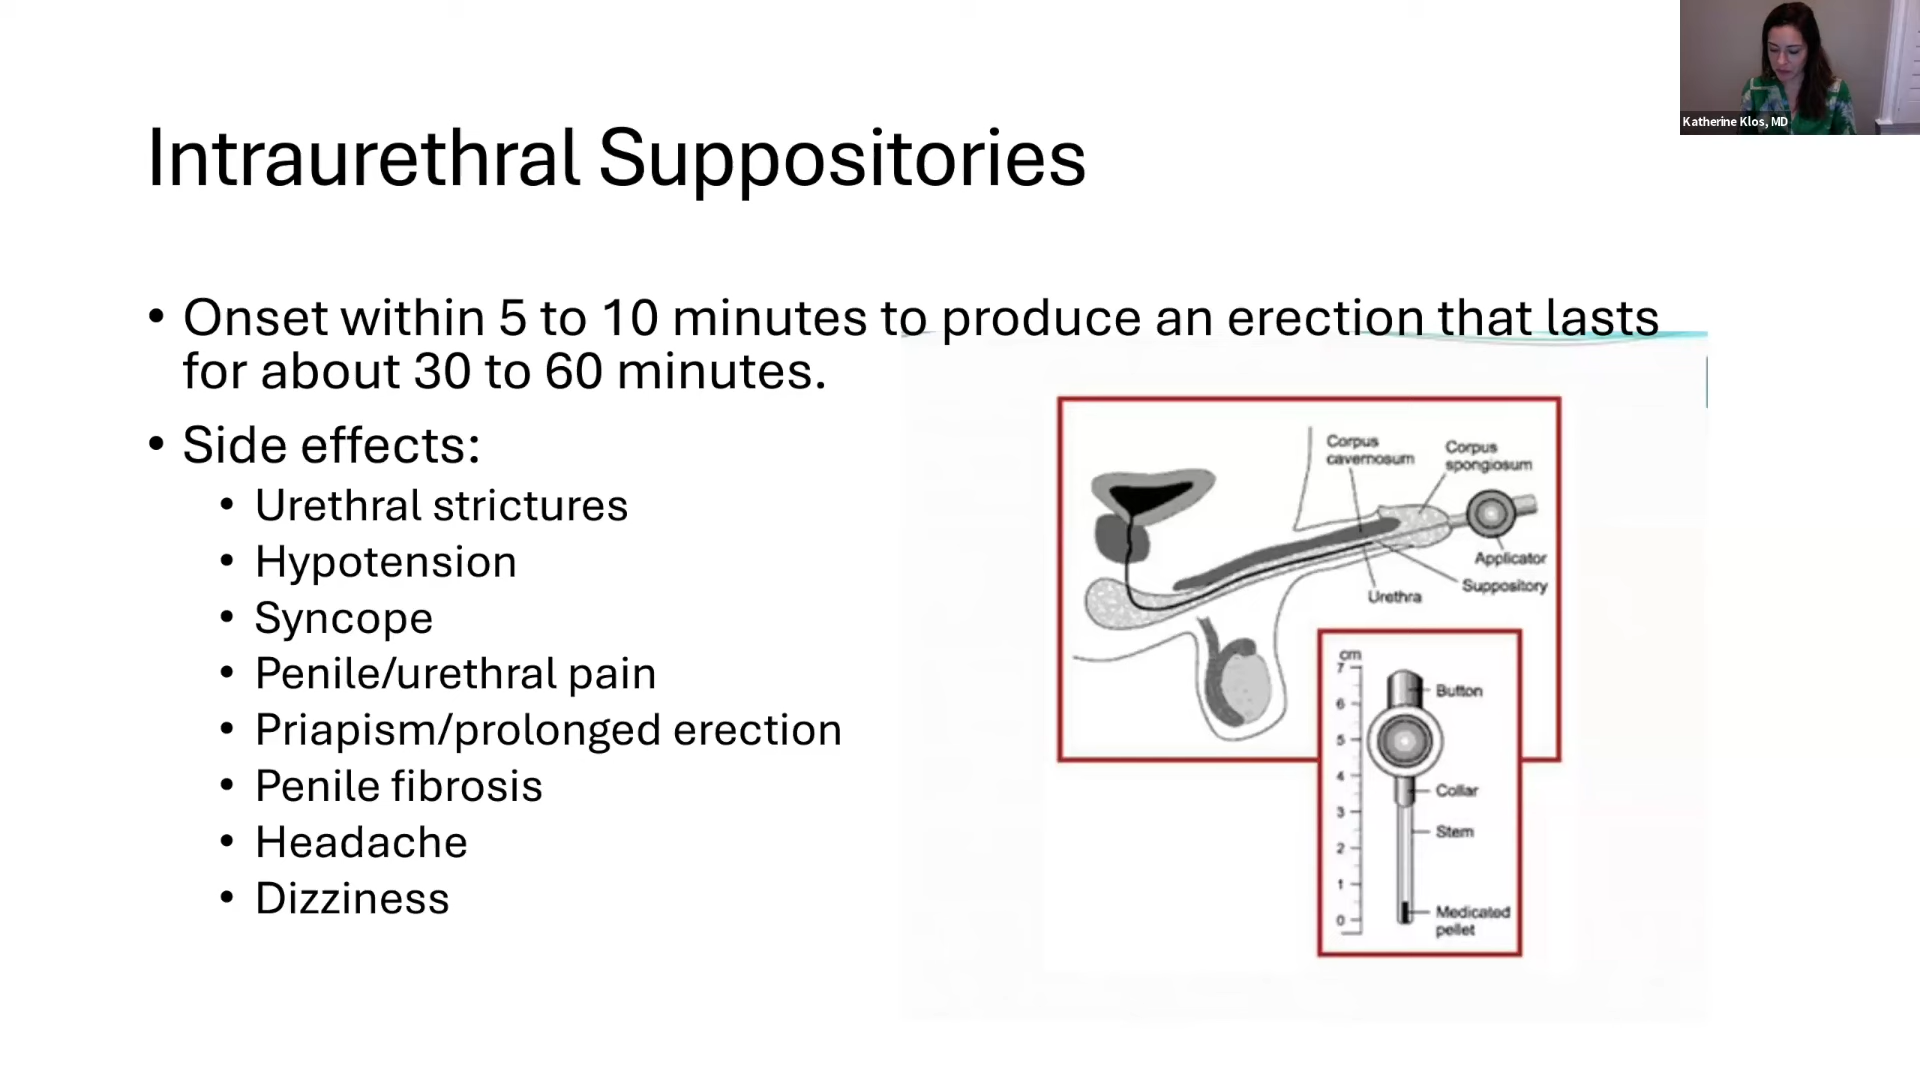 Katherine Klos, MD
Intraurethral Suppositories
• Onset within 5 to 10 minutes to produce an erection that lasts
for about 30 to 60 minutes.
• Side effects:
• Urethral strictures
• Hypotension
• Syncope
• Penile/urethral pain
• Priapism/prolonged erection
• Penile fibrosis
• Headache
• Dizziness
Corpus
cavernosum
Corpus
spongiosum
Applicator
Suppository
Urethra
cm
7
6
5
4
3
2
1
0
Button
Collar
Stem
Medicated
pellet